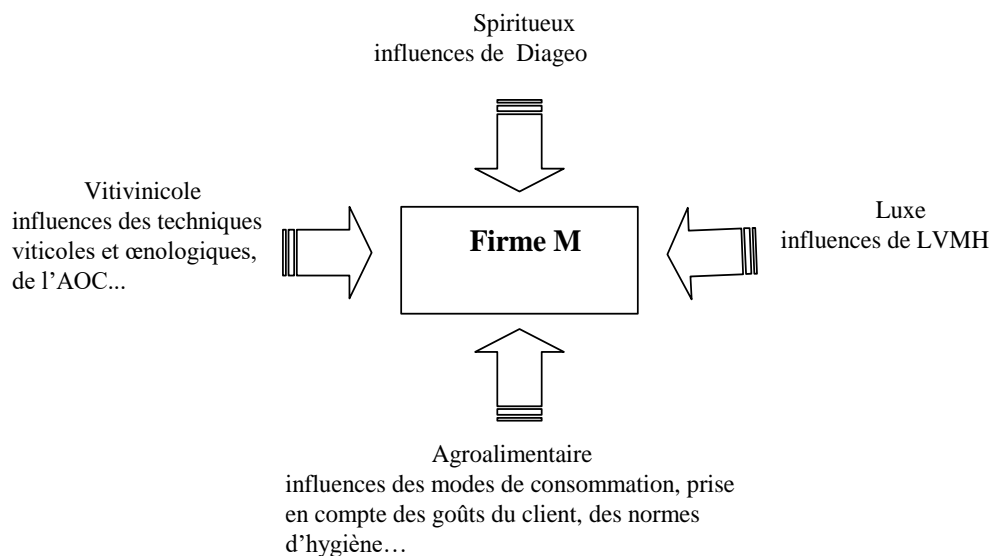 Spiritueux
influences de Diageo
Vitivinicole
influences des techniques
viticoles et œnologiques,
de l’AOC...
Firme M
Luxe
influences de LVMH
Agroalimentaire
influences des modes de consommation, prise
en compte des goûts du client, des normes
d’hygiène…